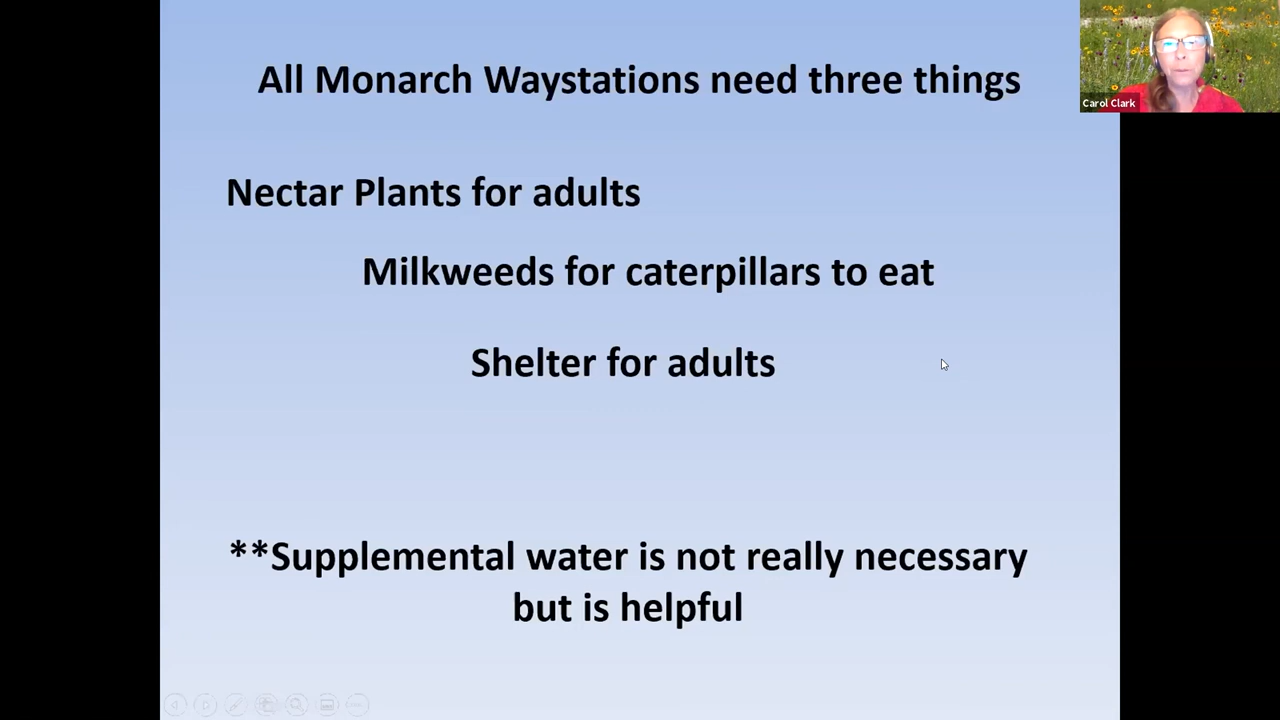 All Monarch Waystations need three things
Carol Clark
Nectar Plants for adults
Milkweeds for caterpillars to eat
Shelter for adults
**Supplemental water is not really necessary
but is helpful